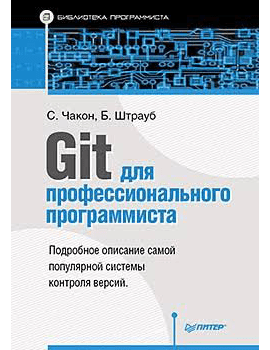 БИБЛИОТЕКА ПРОГРАММИСТА
С. Чакон, Б. Штрауб
Git для
профессионального
программиста
Подробное описание самой
популярной системы
контроля версий.
ПИТЕР